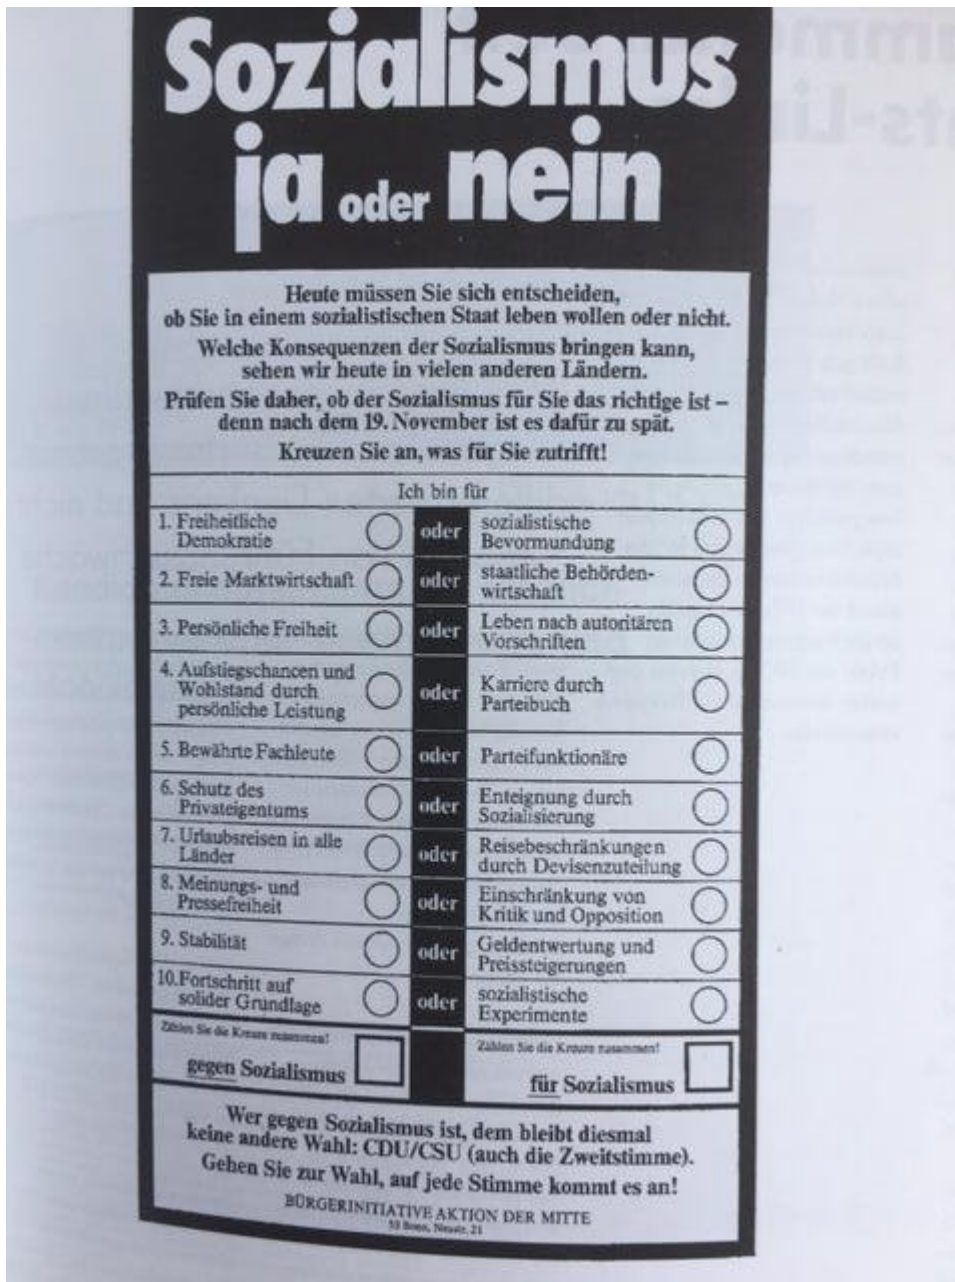 Sozialismus
ja oder nein
Heute müssen Sie sich entscheiden,
ob Sie in einem sozialistischen Staat leben wollen oder nicht.
Welche Konsequenzen der Sozialismus bringen kann,
sehen wir heute in vielen anderen Ländern.
Prüfen Sie daher, ob der Sozialismus für Sie das richtige ist –
denn nach dem 19. November ist es dafür zu spät.
Kreuzen Sie an, was für Sie zutrifft!
Ich bin für
1. Freiheitliche
Demokratie
oder
sozialistische
Bevormundung
2. Freie Marktwirtschaft
oder
staatliche Behörden-
wirtschaft
3. Persönliche Freiheit
oder
Leben nach autoritären
Vorschriften
4. Aufstiegschancen und
Wohlstand durch
persönliche Leistung
oder
Karriere durch
Parteibuch
5. Bewährte Fachleute
oder
Parteifunktionäre
6. Schutz des
Privateigentums
oder
Enteignung durch
Sozialisierung
7. Urlaubsreisen in alle
Länder
oder
Reisebeschränkungen
durch Devisenzuteilung
8. Meinungs- und
Pressefreiheit
oder
Einschränkung von
Kritik und Opposition
9. Stabilität
oder
Geldentwertung und
Preissteigerungen
10. Fortschritt auf
solider Grundlage
oder
sozialistische
Experimente
Zählen Sie die Kreuze zusammen!
gegen Sozialismus
Zählen Sie die Kreuze zusammen!
für Sozialismus
Wer gegen Sozialismus ist, dem bleibt diesmal
keine andere Wahl: CDU/CSU (auch die Zweitstimme).
Gehen Sie zur Wahl, auf jede Stimme kommt es an!
BÜRGERINITIATIVE AKTION DER MITTE
53 Bonn, Neustr. 21